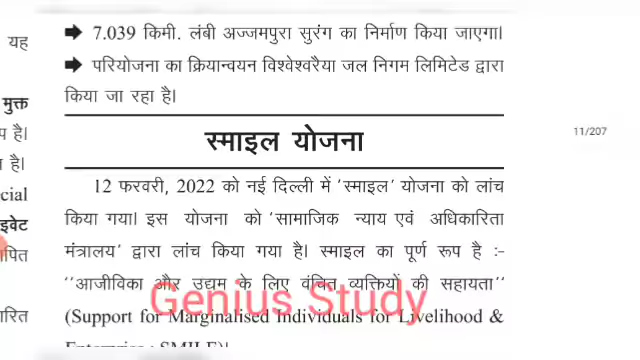 यह
मुक्त
प है।
ा है।
cial
इवेट
पित
रित
➡ 7.039 किमी. लंबी अज्जमपुरा सुरंग का निर्माण किया जाएगा।
➡ परियोजना का क्रियान्वयन विश्वेश्वरैया जल निगम लिमिटेड द्वारा
किया जा रहा है।
स्माइल योजना
12 फरवरी, 2022 को नई दिल्ली में 'स्माइल' योजना को लांच
किया गया। इस योजना को 'सामाजिक न्याय एवं अधिकारिता
मंत्रालय' द्वारा लांच किया गया है। स्माइल का पूर्ण रूप है :-
''आजीविका और उद्यम के लिए वंचित व्यक्तियों की सहायता''
Genius Study
(Support for Marginalised Individuals for Livelihood &
Enterprise : SMILE)।
11/207